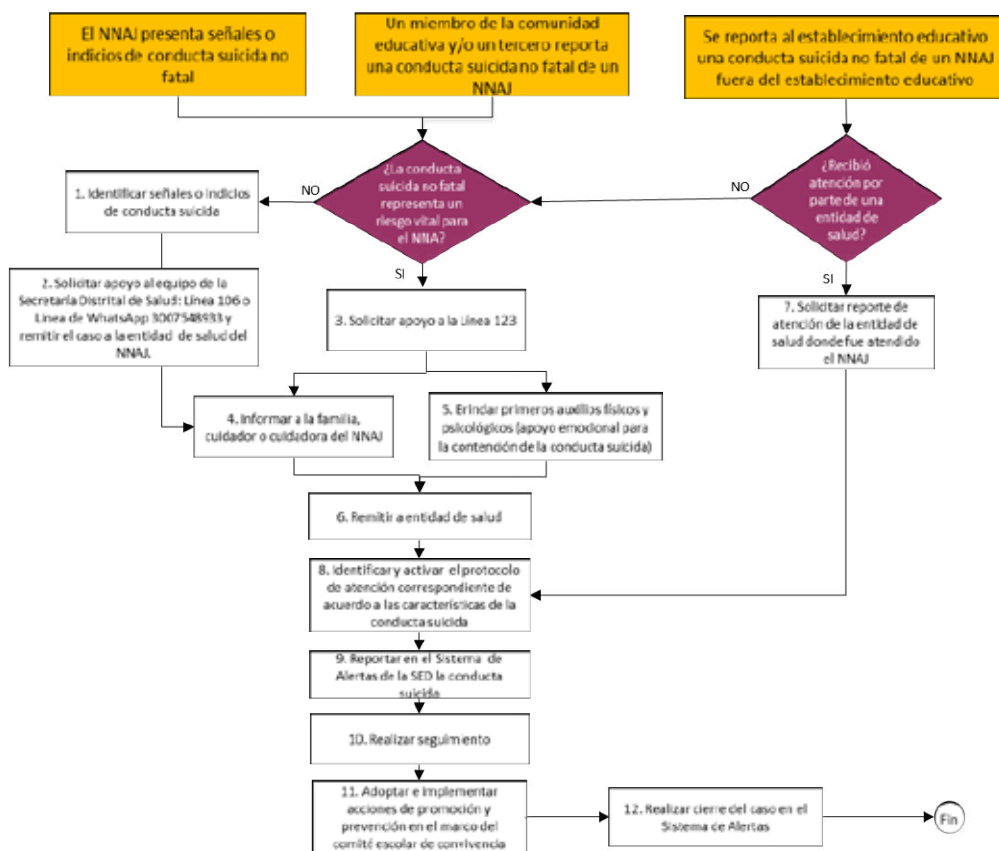 El NNAJ presenta señales o
indicios de conducta suicida no
fatal
Un miembro de la comunidad
educativa y/o un tercero reporta
una conducta suicida no fatal de un
NNAJ
Se reporta al establecimiento educativo
una conducta suicida no fatal de un NNAJ
fuera del establecimiento educativo
¿La conducta
suicida no fatal
representa un
riesgo vital para
el NNA?
¿Recibió
atención por
parte de una
entidad de
salud?
NO
NO
SI
SI
1. Identificar señales o indicios
de conducta suicida
2. Solicitar apoyo al equipo de la
Secretaría Distrital de Salud: Línea 106 o
Línea de WhatsApp 3007548933 y
remitir el caso a la entidad de salud del
NNAJ.
3. Solicitar apoyo a la Línea 123
7. Solicitar reporte de
atención de la entidad de
salud donde fue atendido
el NNAJ
4. Informar a la familia,
cuidador o cuidadora del NNAJ
5. Erindar primeros auxilios físicos y
psicológicos (apoyo emocional para
la contención de la conducta suicida)
6. Remitir a entidad de salud
8. Identificar y activar el protocolo
de atención correspondiente de
acuerdo a las características de la
conducta suicida
9. Reportar en el Sistema de
Alertas de la SED la conducta
suicida
10. Realizar seguimiento
11. Adoptar e implementar
acciones de promoción y
prevención en el marco del
comité escolar de convivencia
12. Realizar cierre del caso en el
Sistema de Alertas
Fin